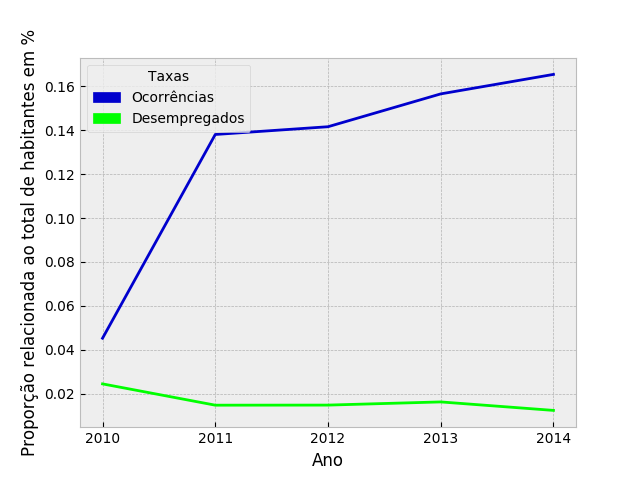 Proporção relacionada ao total de habitantes em %
Taxas
Ocorrências
Desempregados
0.16
0.14
0.12
0.10
0.08
0.06
0.04
0.02
2010 2011 2012 2013 2014
Ano